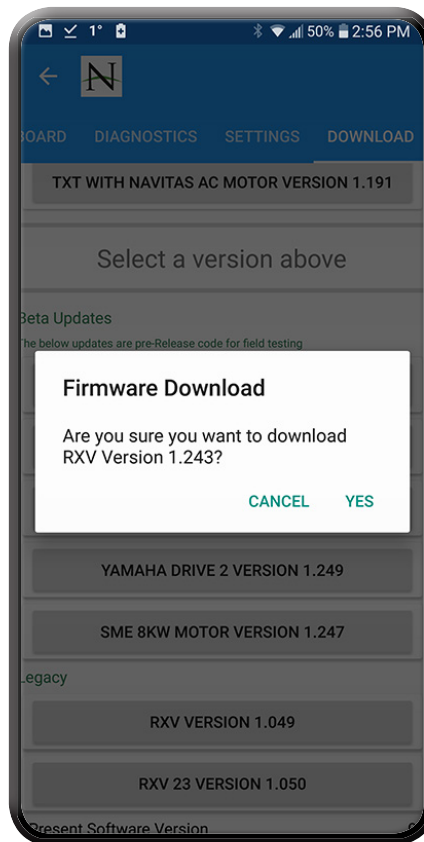 1° 50% 2:56 PM
N
OARD DIAGNOSTICS SETTINGS DOWNLOAD
TXT WITH NAVITAS AC MOTOR VERSION 1.191
Select a version above
Beta Updates
The below updates are pre-Release code for field testing
Firmware Download
Are you sure you want to download
RXV Version 1.243?
CANCEL YES
YAMAHA DRIVE 2 VERSION 1.249
SME 8KW MOTOR VERSION 1.247
Legacy
RXV VERSION 1.049
RXV 23 VERSION 1.050
Present Software Version